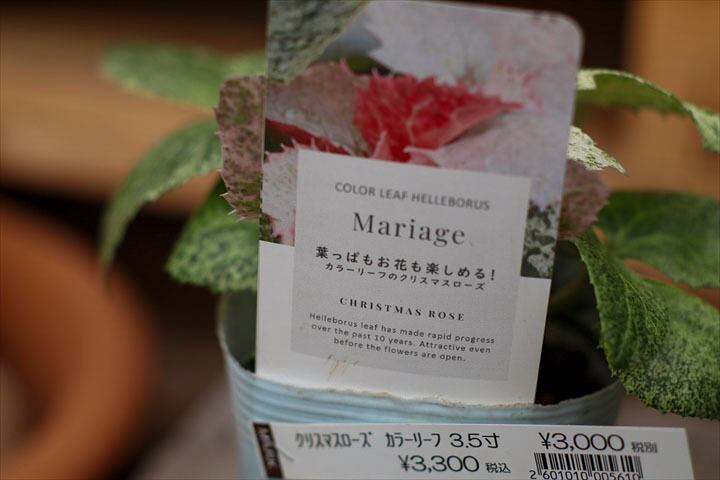 COLOR LEAF HELLEBORUS
Mariage
葉っぱもお花も楽しめる!
カラーリーフのクリスマスローズ
CHRISTMAS ROSE
Helleborus leaf has made rapid progress
over the past 10 years. Attractive even
before the flowers are open.
クリスマスローズ カラーリーフ 3.5寸 ¥3,000 税別
¥3,300 税込
2 601010 005610